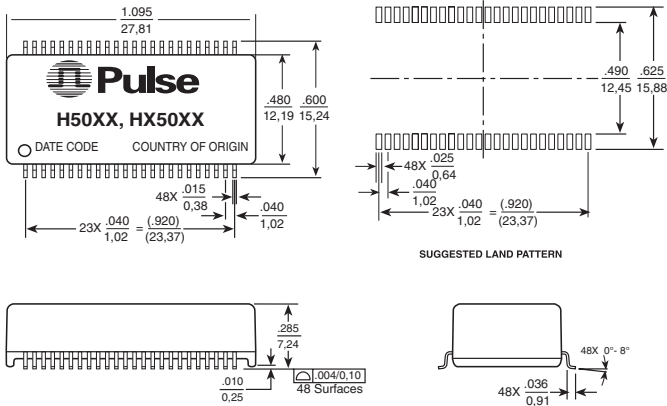 1.095
27,81
Pulse
H50XX, HX50XX
DATE CODE COUNTRY OF ORIGIN
.480
12,19
.600
15,24
48X .015
0,38
.040
1,02
23X .040 = (.920)
1,02 (23,37)
.490
12,45
.625
15,88
48X .025
0,64
.040
1,02
23X .040 = (.920)
1,02 (23,37)
SUGGESTED LAND PATTERN
.285
7,24
.010
0,25
.004/0,10
48 Surfaces
48X 0°- 8°
48X .036
0,91